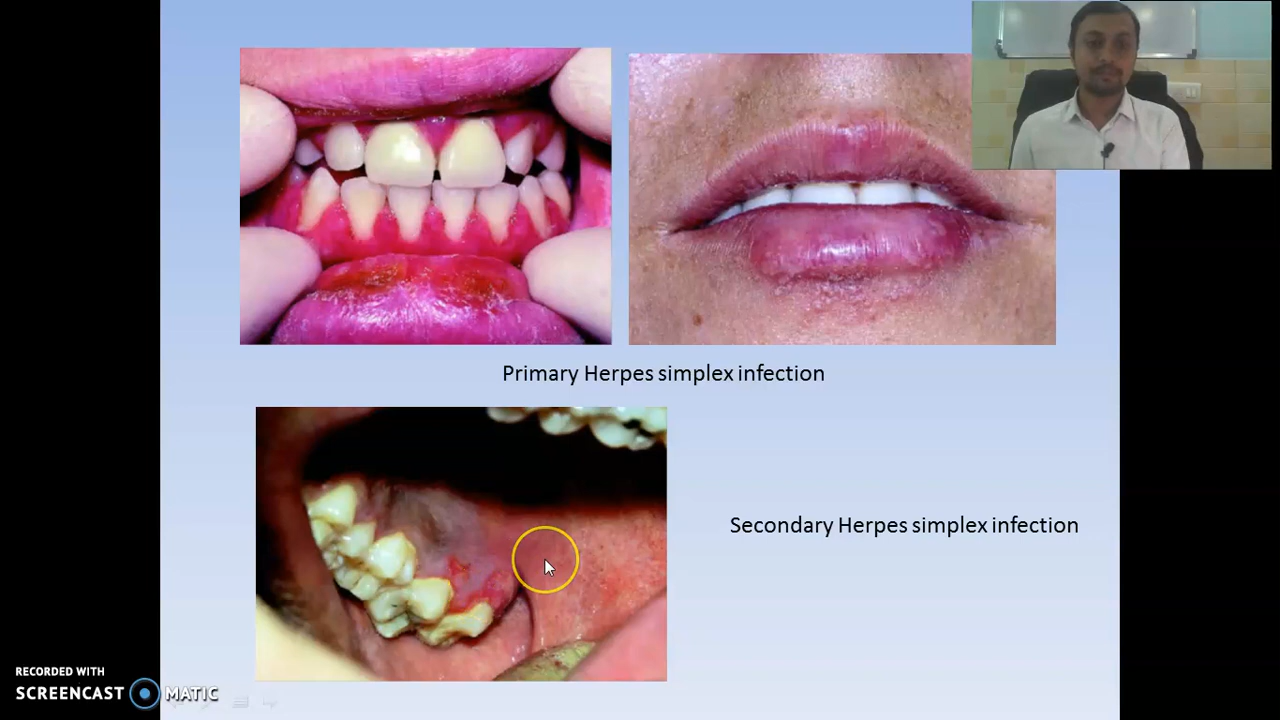 Primary Herpes simplex infection
Secondary Herpes simplex infection
RECORDED WITH
SCREENCAST MATIC